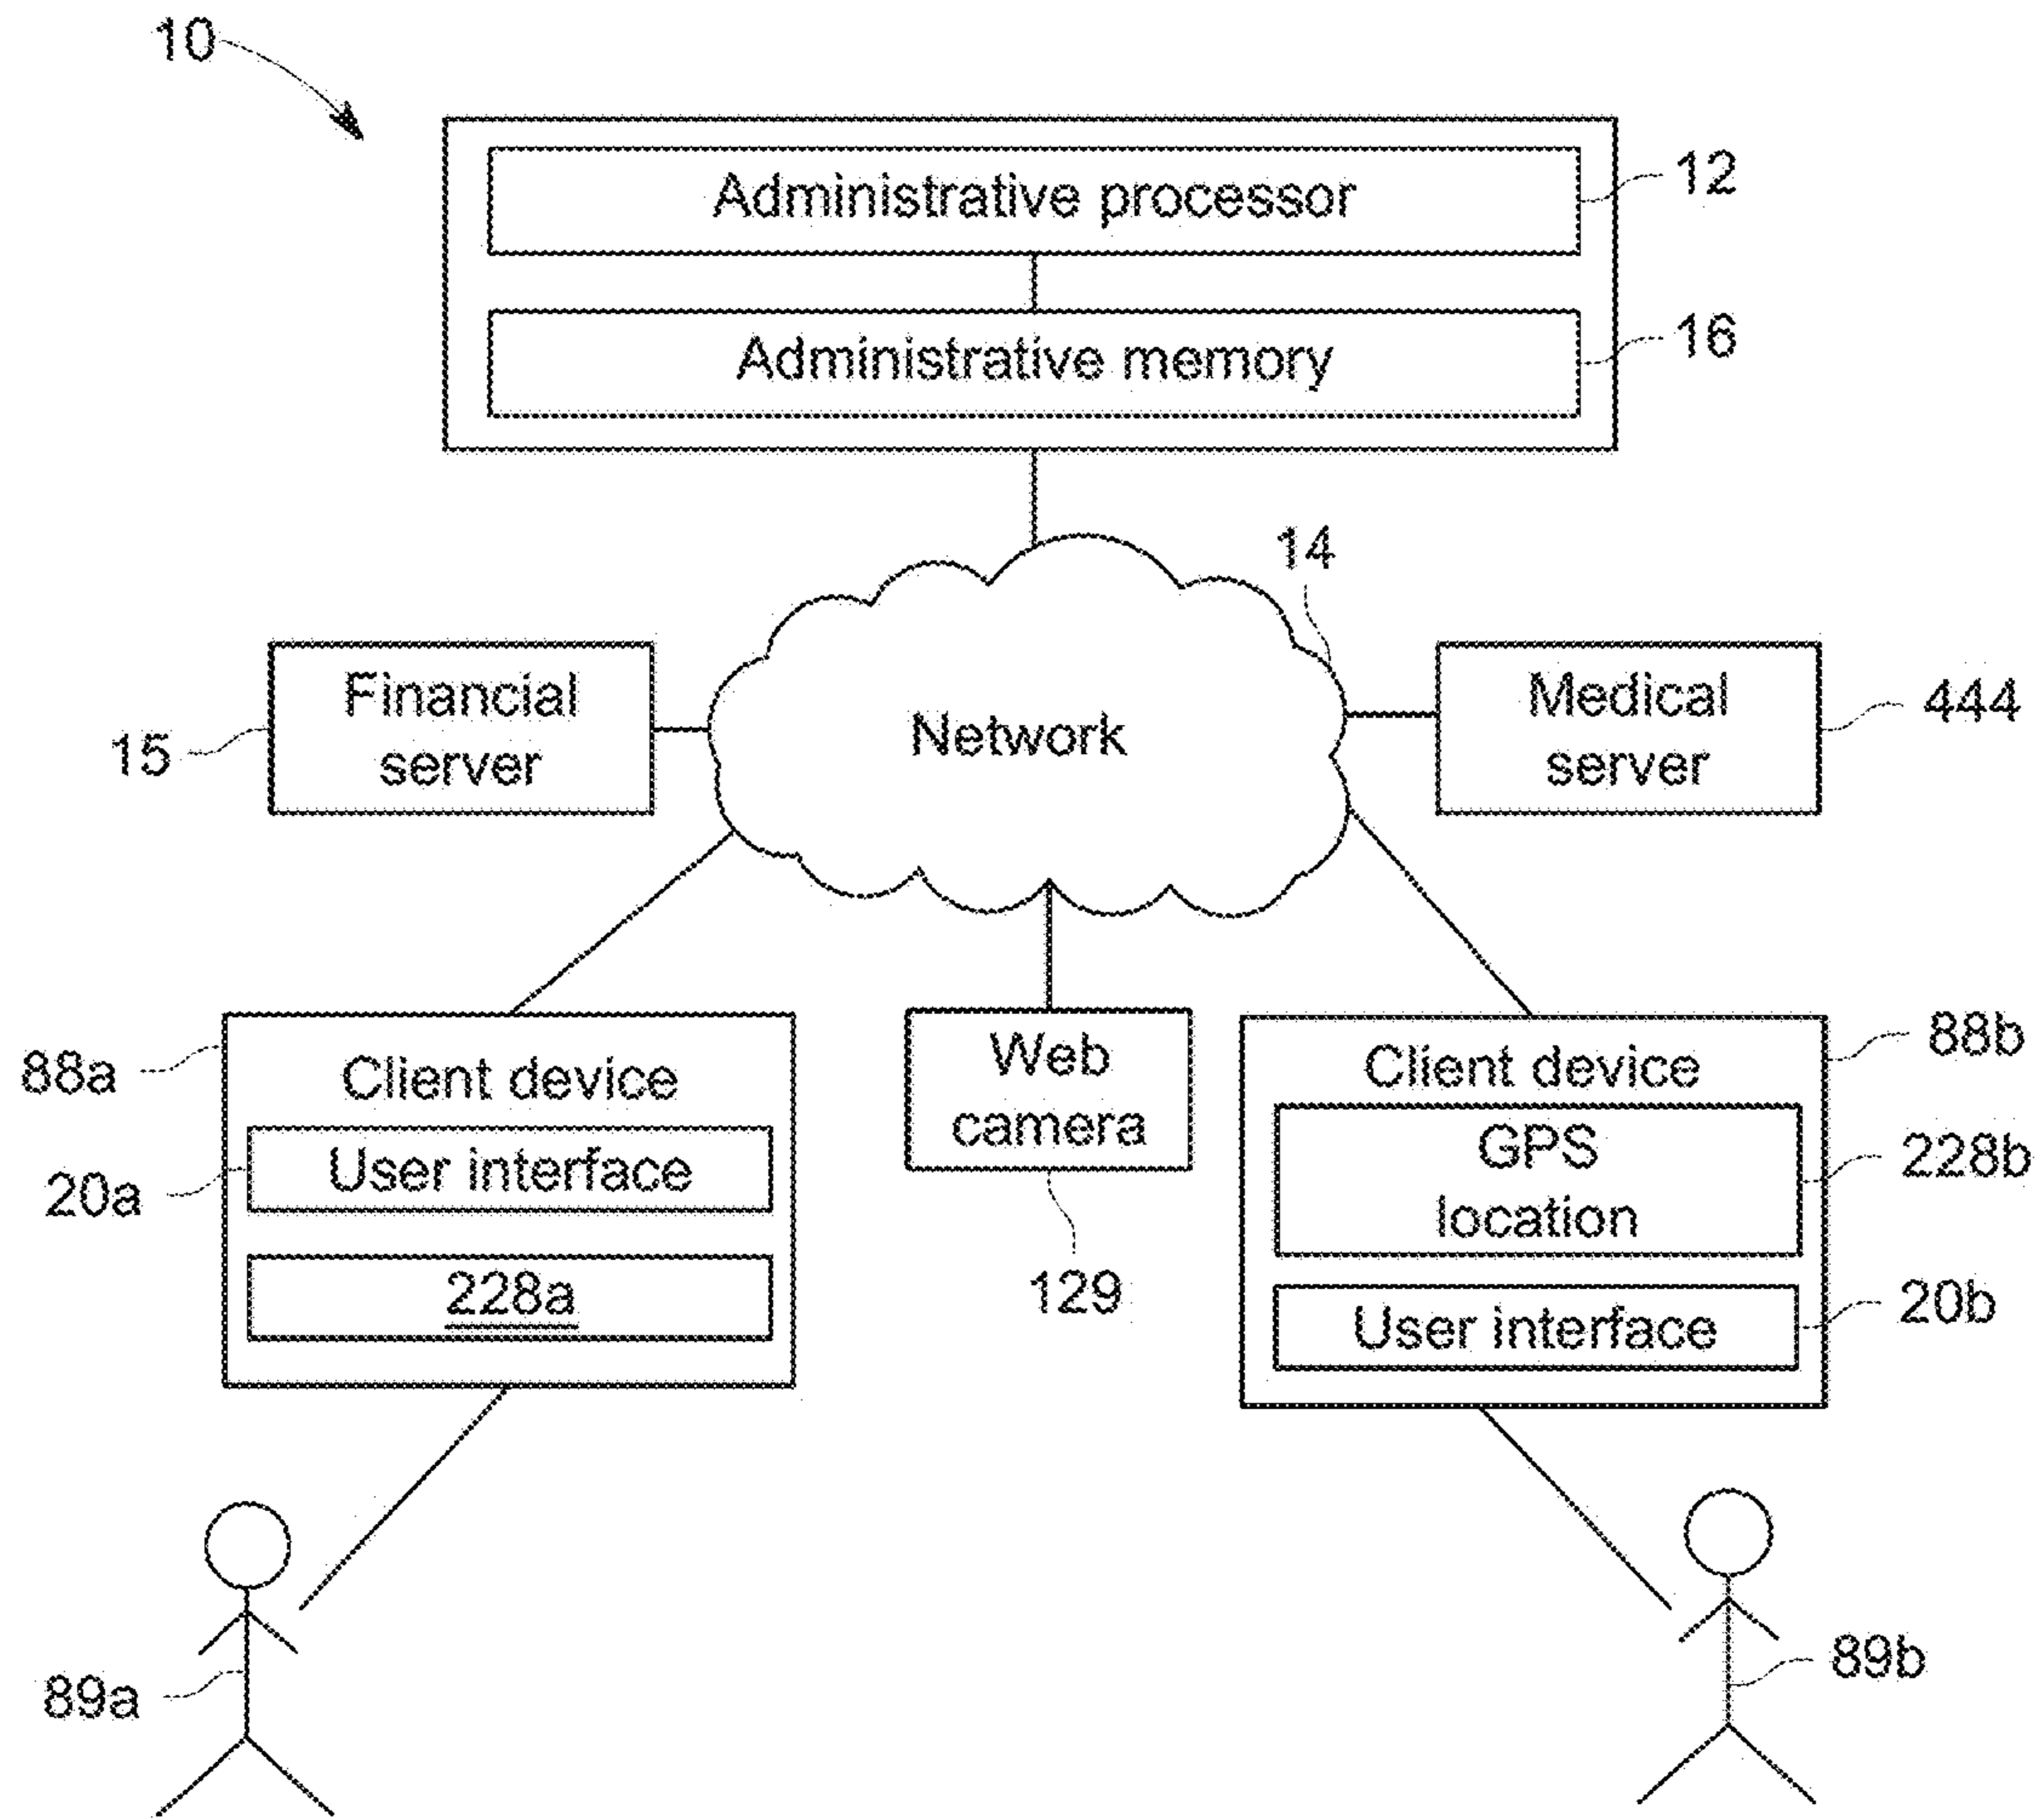 10
Administrative processor
12
Administrative memory
16
14
Financial
server
15
Network
Medical
server
444
88a
Client device
User interface
20a
228a
Web
camera
129
Client device
88b
GPS
location
228b
User interface
20b
89a
89b